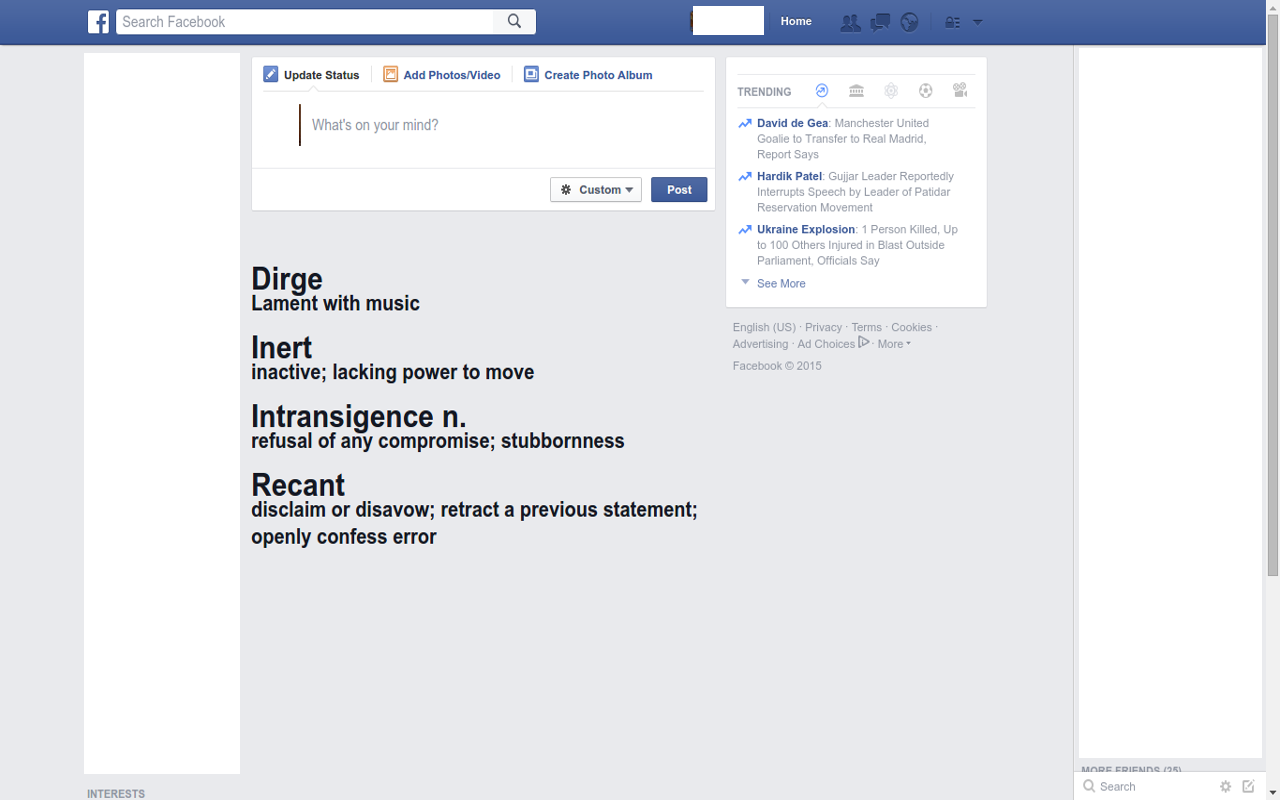 f
Search Facebook
Home
Update Status
Add Photos/Video
Create Photo Album
What's on your mind?
Custom
Post
TRENDING
David de Gea: Manchester United
Goalie to Transfer to Real Madrid,
Report Says
Hardik Patel: Gujjar Leader Reportedly
Interrupts Speech by Leader of Patidar
Reservation Movement
Ukraine Explosion: 1 Person Killed, Up
to 100 Others Injured in Blast Outside
Parliament, Officials Say
See More
English (US) · Privacy · Terms · Cookies ·
Advertising · Ad Choices · More
Facebook © 2015
Dirge
Lament with music
Inert
inactive; lacking power to move
Intransigence n.
refusal of any compromise; stubbornness
Recant
disclaim or disavow; retract a previous statement;
openly confess error
INTERESTS
MORE FRIENDS (25)
Search